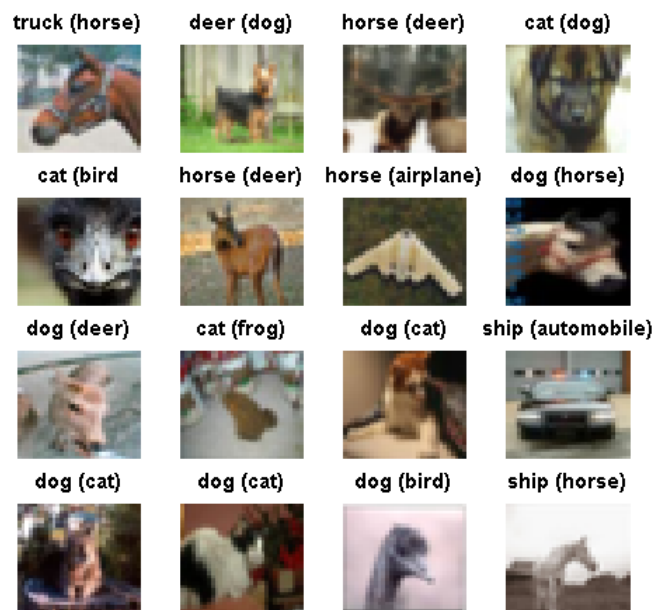 truck (horse) deer (dog) horse (deer) cat (dog)
cat (bird horse (deer) horse (airplane) dog (horse)
dog (deer) cat (frog) dog (cat) ship (automobile)
dog (cat) dog (cat) dog (bird) ship (horse)